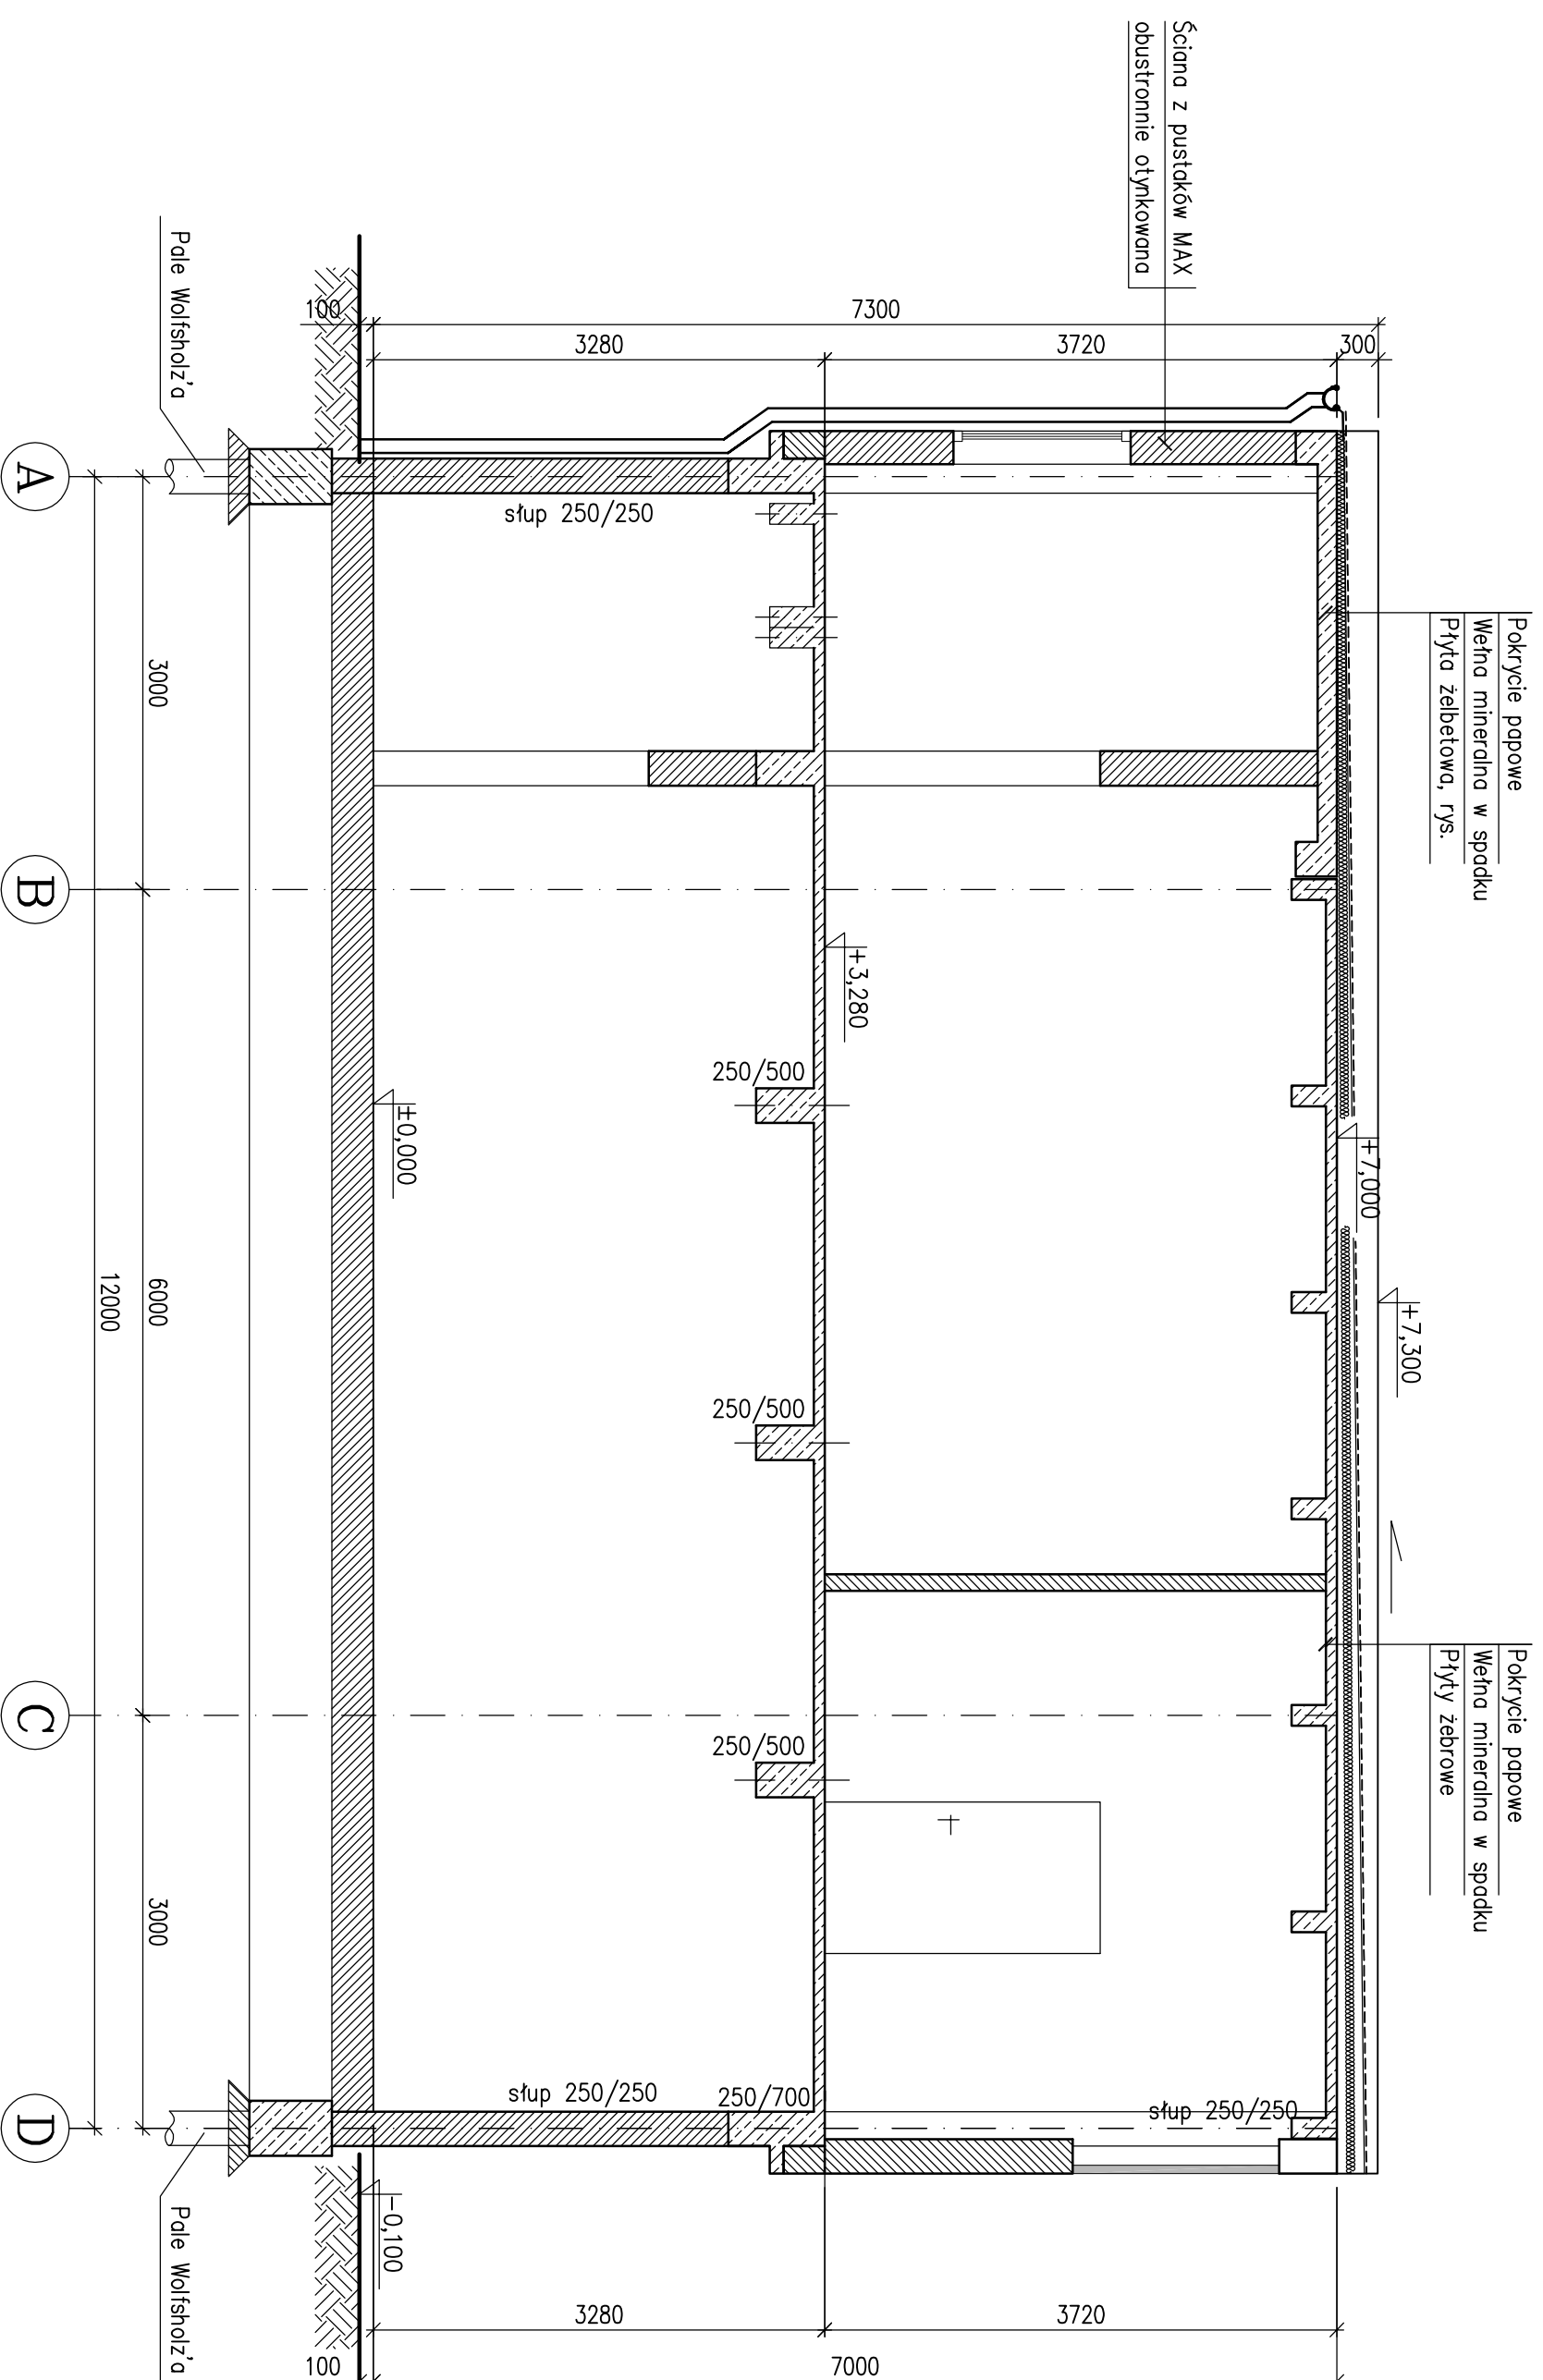 Ściana z pustaków MAX
obustronnie otynkowana
Pokrycie papowe
Wełna mineralna w spadku
Płyta żelbetowa, rys.
Pokrycie papowe
Wełna mineralna w spadku
Płyty żebrowe
+7,300
+7,000
+3,280
±0,000
-0,100
100
7300
3280
3720
300
słup 250/250
250/500
250/500
250/500
słup 250/250
250/700
słup 250/250
3280
3720
100
7000
Pale Wolfsholz'a
Pale Wolfsholz'a
3000
6000
3000
12000
A
B
C
D